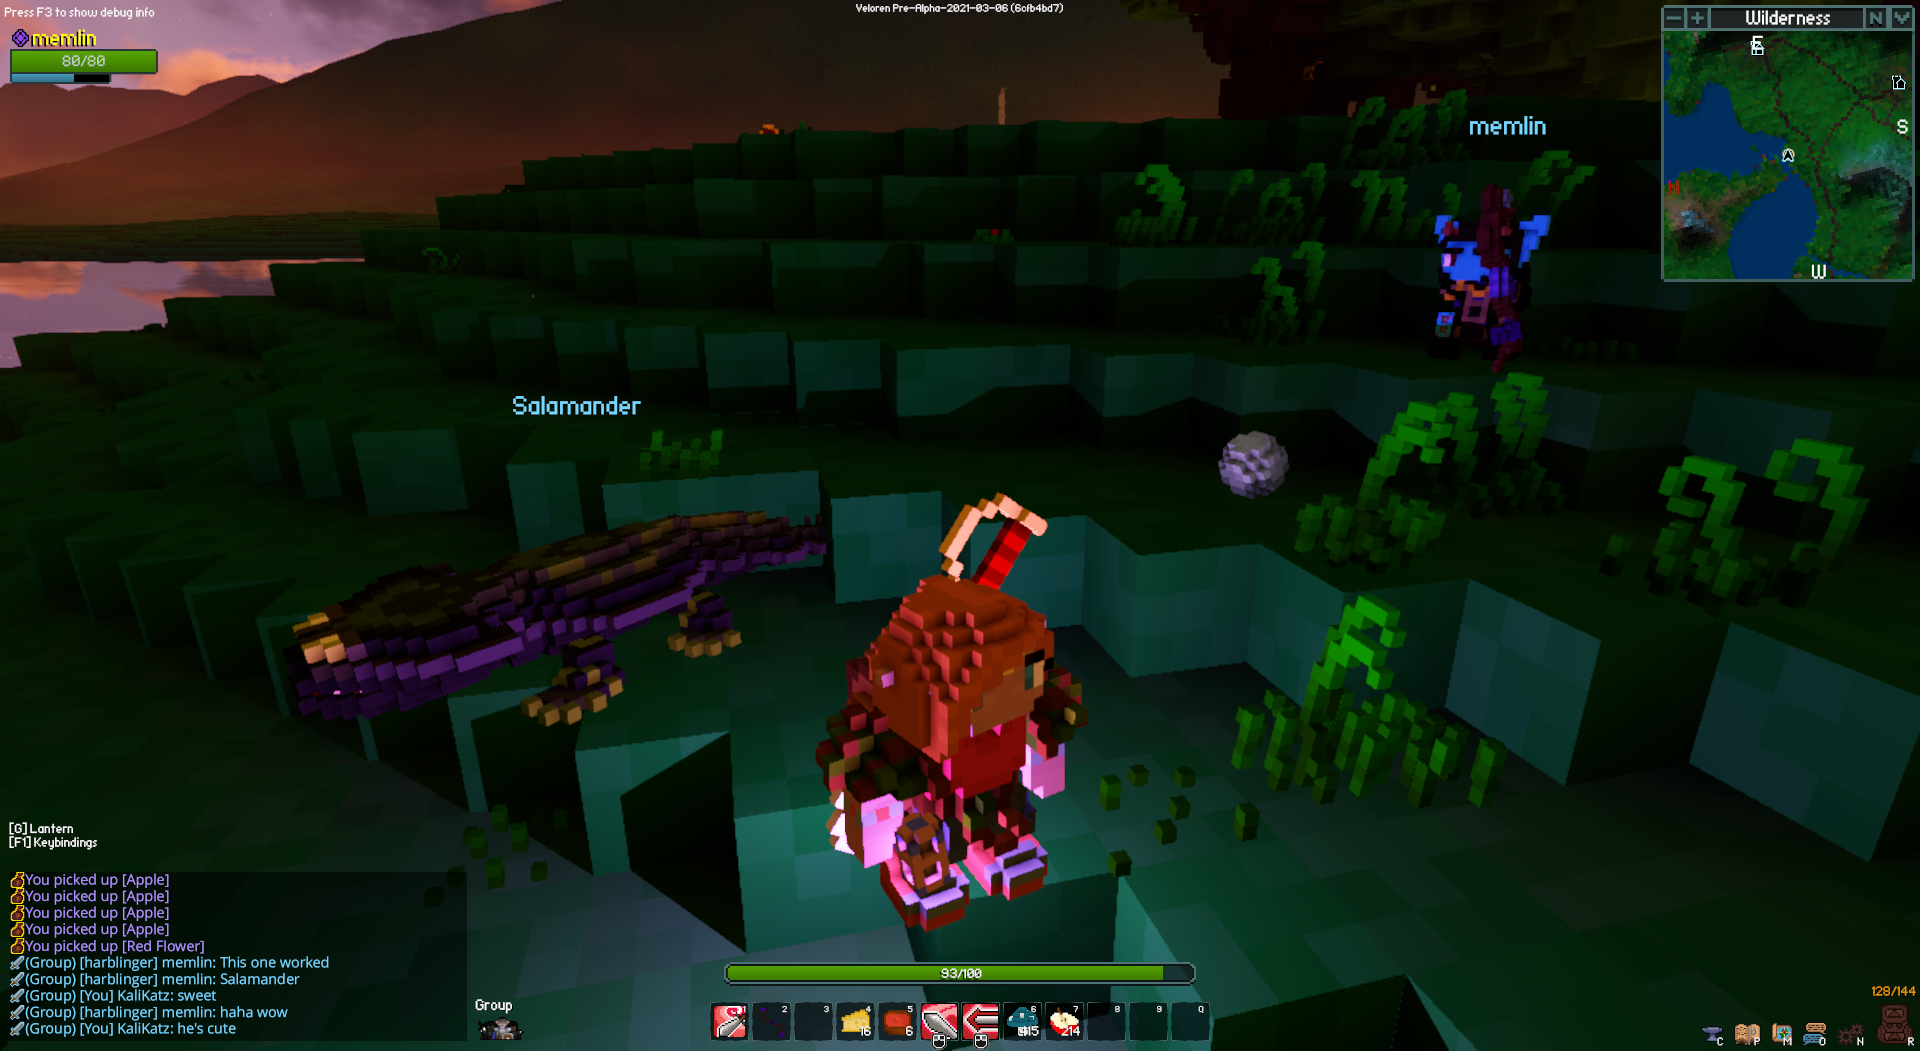 Press F3 to show debug info
Veloren Pre-Alpha-2021-03-06 (6cfb4bd7)
memlin
80/80
Wilderness
N
E
S
N
W
memlin
Salamander
[G] Lantern
[F1] Keybindings
You picked up [Apple]
You picked up [Apple]
You picked up [Apple]
You picked up [Apple]
You picked up [Red Flower]
(Group) [harblinger] memlin: This one worked
(Group) [harblinger] memlin: Salamander
(Group) [You] KaliKatz: sweet
(Group) [harblinger] memlin: haha wow
(Group) [You] KaliKatz: he's cute
Group
93/100
1 2 3 4 5 6 7 8 9 0
16 6 214
128/144
C P M O N R